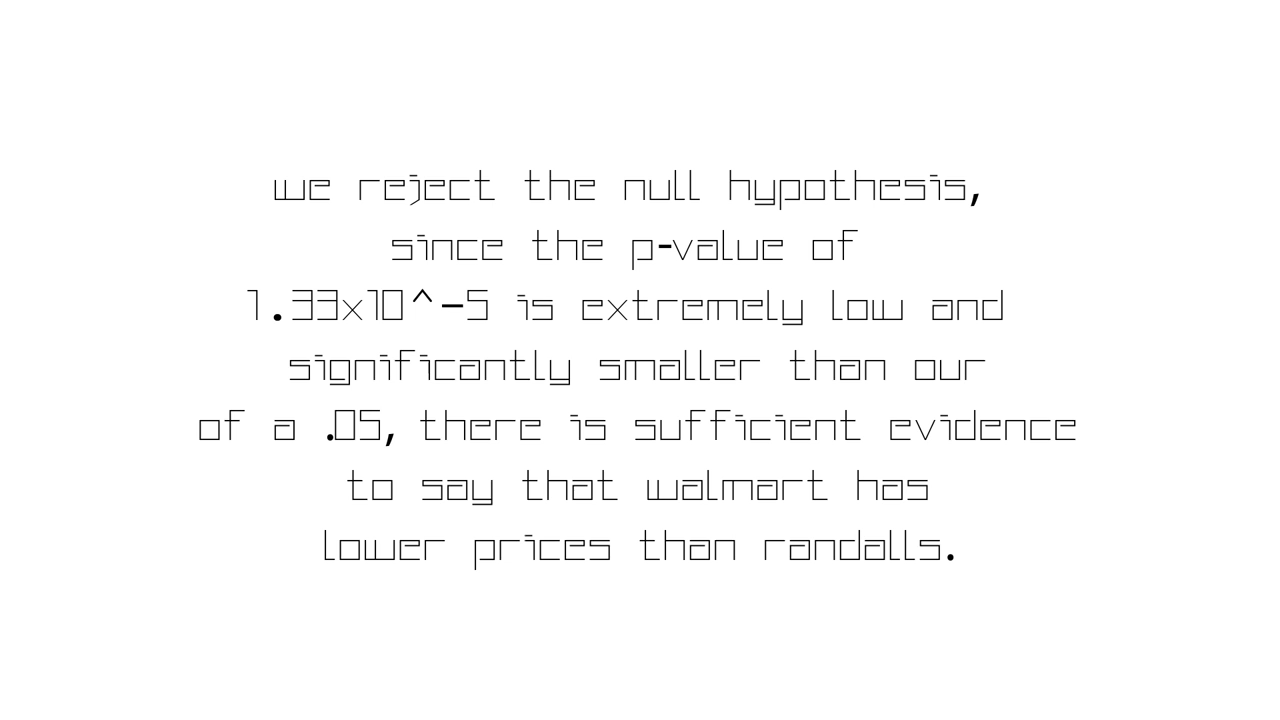 we reject the null hypothesis,
since the p-value of
1.33x10^-5 is extremely low and
significantly smaller than our
of a .05, there is sufficient evidence
to say that walmart has
lower prices than randalls.